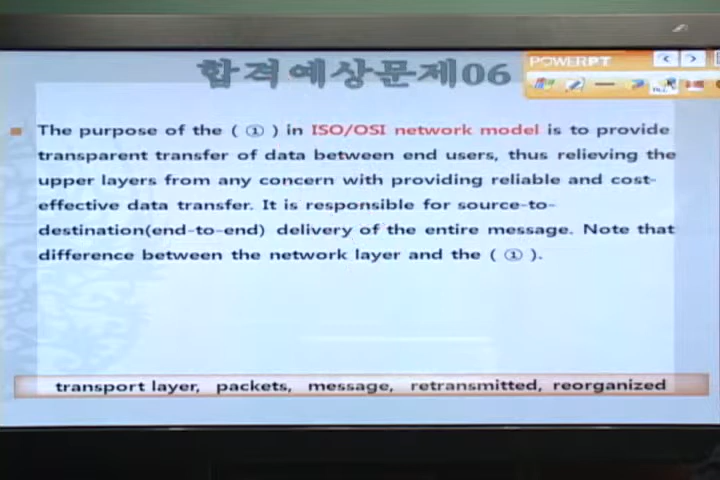 합격예상문제06
POWERPT
The purpose of the ( ① ) in ISO/OSI network model is to provide
transparent transfer of data between end users, thus relieving the
upper layers from any concern with providing reliable and cost-
effective data transfer. It is responsible for source-to-
destination(end-to-end) delivery of the entire message. Note that
difference between the network layer and the ( ① ).
transport layer, packets, message, retransmitted, reorganized